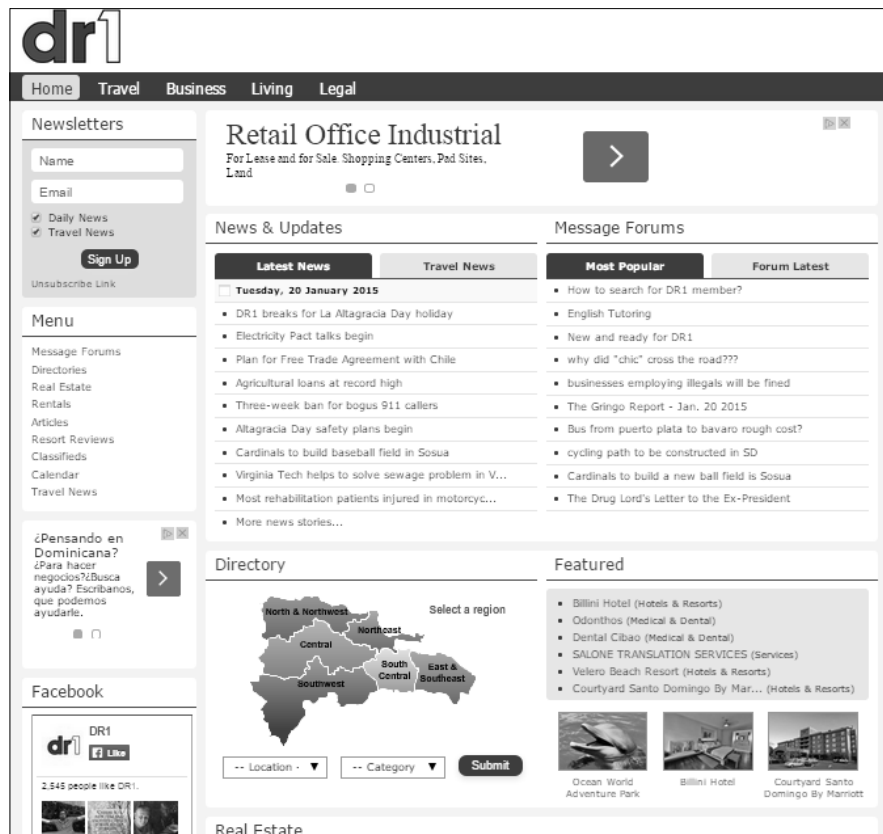 dr1
Home Travel Business Living Legal
Newsletters
Name
Email
Daily News
Travel News
Sign Up
Unsubscribe Link
Menu
Message Forums
Directories
Real Estate
Rentals
Articles
Resort Reviews
Classifieds
Calendar
Travel News
¿Pensando en
Dominicana?
¿Para hacer
negocios?¿Busca
ayuda? Escribanos,
que podemos
ayudarle.
Facebook
dr1
DR1
Like
2,545 people like DR1.
Retail Office Industrial
For Lease and for Sale. Shopping Centers, Pad Sites,
Land
News & Updates
Latest News Travel News
Tuesday, 20 January 2015
DR1 breaks for La Altagracia Day holiday
Electricity Pact talks begin
Plan for Free Trade Agreement with Chile
Agricultural loans at record high
Three-week ban for bogus 911 callers
Altagracia Day safety plans begin
Cardinals to build baseball field in Sosua
Virginia Tech helps to solve sewage problem in V...
Most rehabilitation patients injured in motorcyc...
More news stories...
Message Forums
Most Popular Forum Latest
How to search for DR1 member?
English Tutoring
New and ready for DR1
why did "chic" cross the road???
businesses employing illegals will be fined
The Gringo Report - Jan. 20 2015
Bus from puerto plata to bavaro rough cost?
cycling path to be constructed in SD
Cardinals to build a new ball field is Sosua
The Drug Lord's Letter to the Ex-President
Directory
Select a region
North & Northwest
Northeast
Central
South
Central
East &
Southeast
Southwest
-- Location - -- Category Submit
Featured
Billini Hotel (Hotels & Resorts)
Odonthos (Medical & Dental)
Dental Cibao (Medical & Dental)
SALONE TRANSLATION SERVICES (Services)
Velero Beach Resort (Hotels & Resorts)
Courtyard Santo Domingo By Mar... (Hotels & Resorts)
Ocean World
Adventure Park
Billini Hotel
Courtyard Santo
Domingo By Marriott
Real Estate